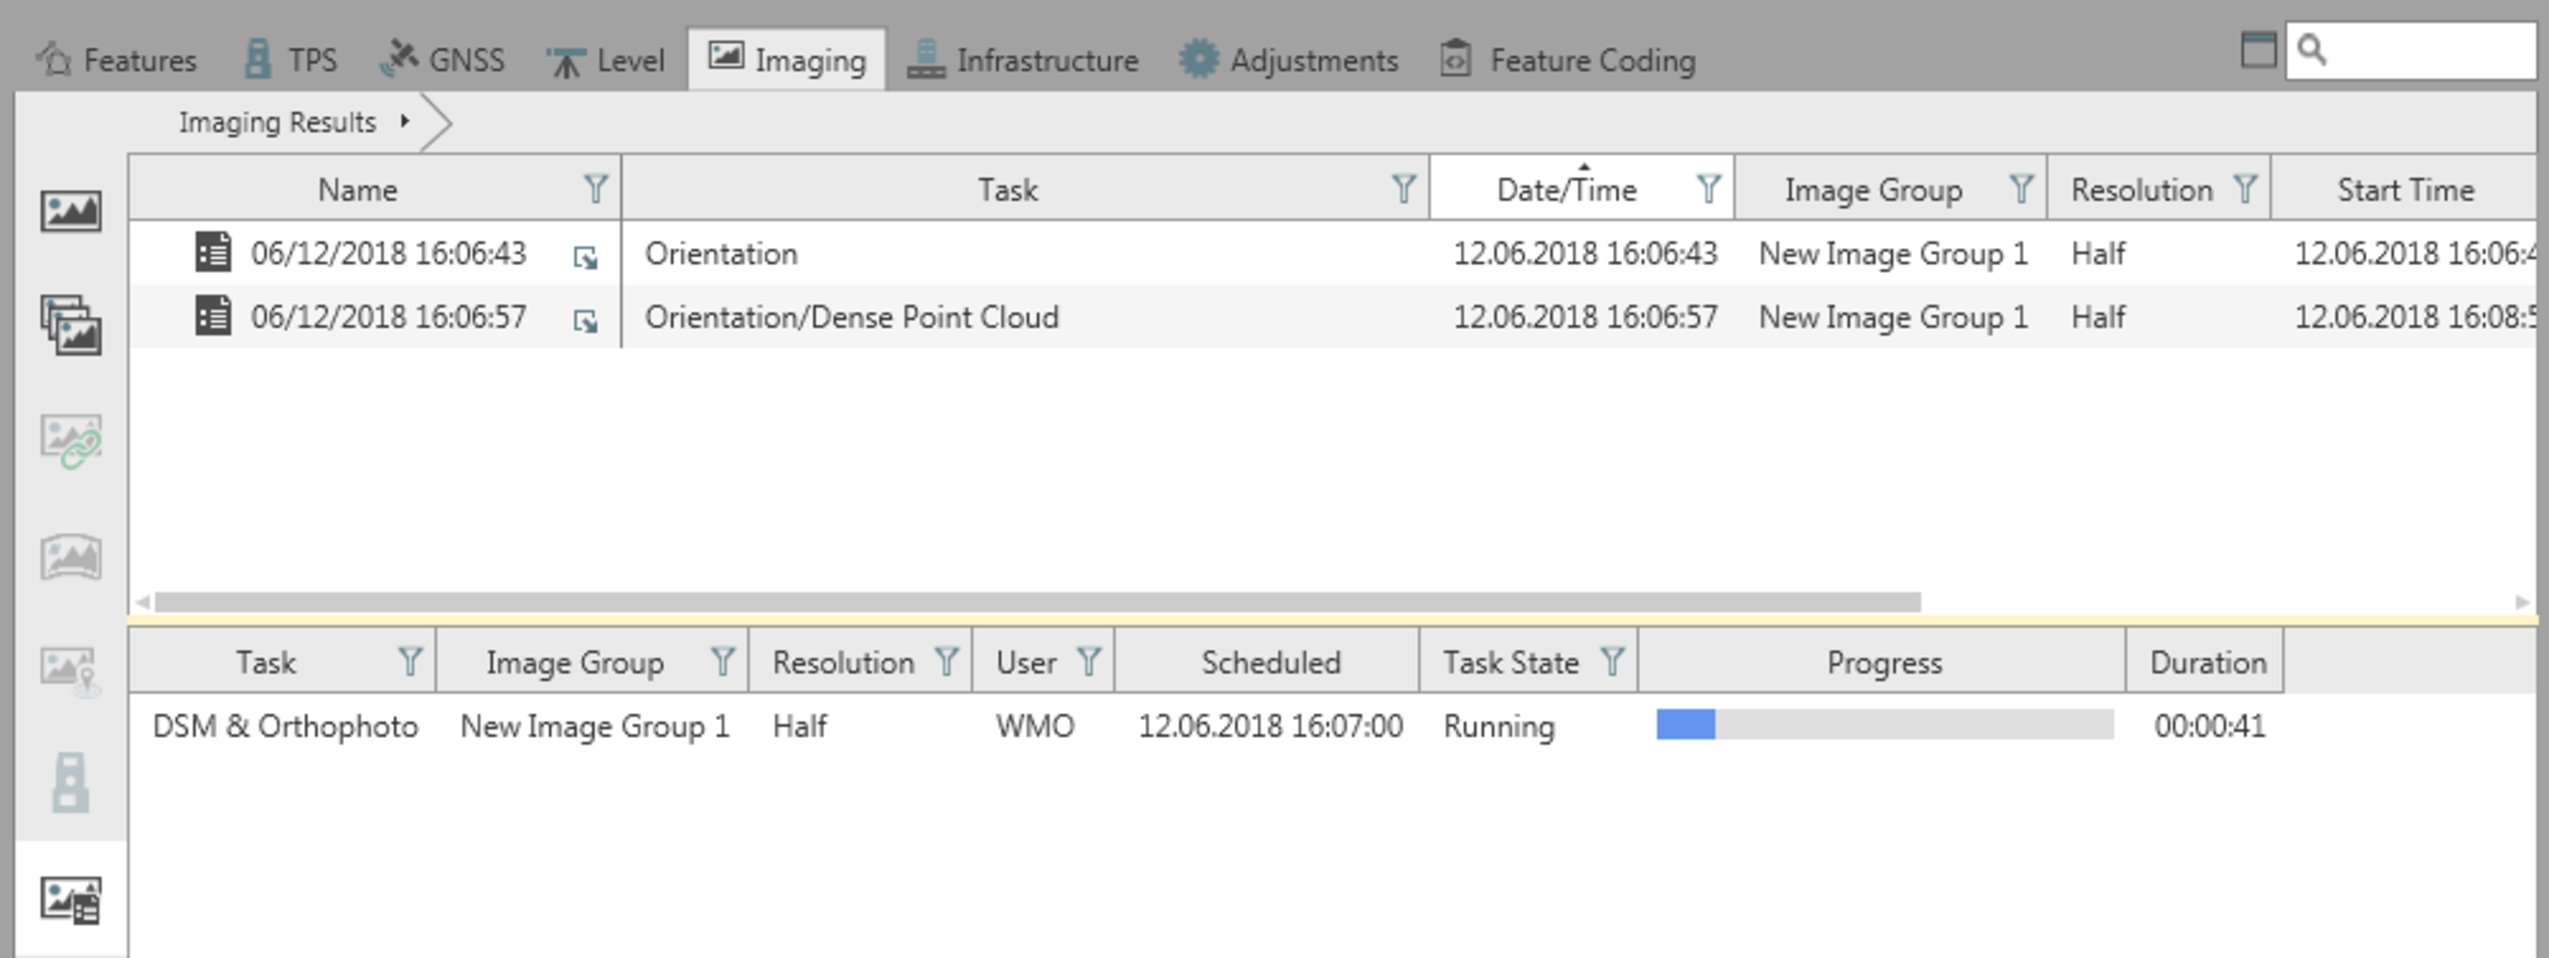 Features TPS GNSS Level Imaging Infrastructure Adjustments Feature Coding
Imaging Results
Name Task Date/Time Image Group Resolution Start Time
06/12/2018 16:06:43 Orientation 12.06.2018 16:06:43 New Image Group 1 Half 12.06.2018 16:06:4
06/12/2018 16:06:57 Orientation/Dense Point Cloud 12.06.2018 16:06:57 New Image Group 1 Half 12.06.2018 16:08:5
Task Image Group Resolution User Scheduled Task State Progress Duration
DSM & Orthophoto New Image Group 1 Half WMO 12.06.2018 16:07:00 Running 00:00:41